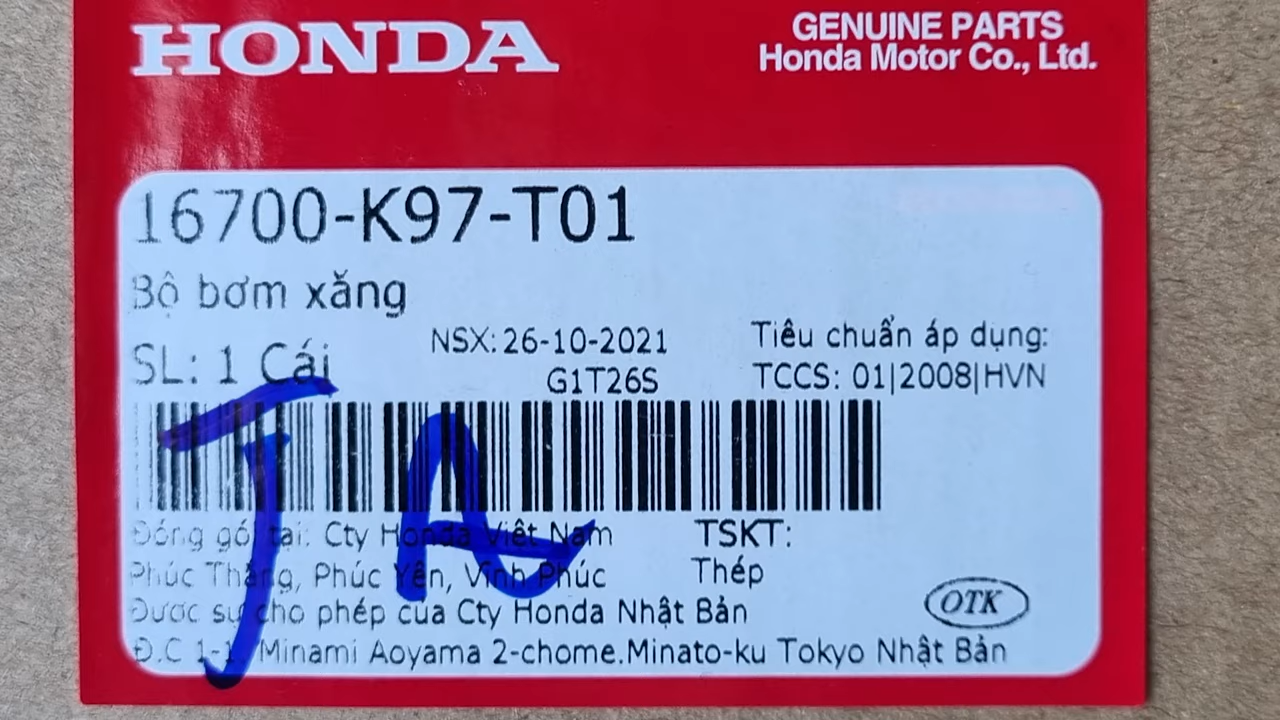 HONDA
GENUINE PARTS
Honda Motor Co., Ltd.
16700-K97-T01
Bộ bơm xăng
SL: 1 Cái
NSX: 26-10-2021
G1T26S
Tiêu chuẩn áp dụng:
TCCS: 01|2008|HVN
JA
Đóng gói tại: Cty Honda Việt Nam
Phúc Thắng, Phúc Yên, Vĩnh Phúc
Được sự cho phép của Cty Honda Nhật Bản
Đ.C 1-1, Minami Aoyama 2-chome.Minato-ku Tokyo Nhật Bản
TSKT:
Thép
OTK